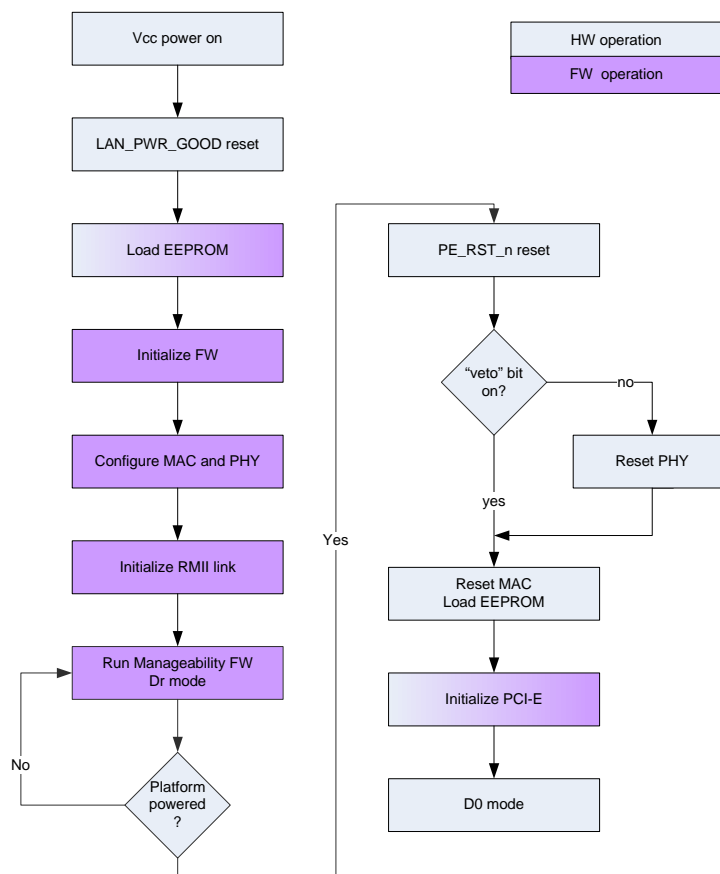 Vcc power on
LAN_PWR_GOOD reset
Load EEPROM
Initialize FW
Configure MAC and PHY
Initialize RMII link
Run Manageability FW
Dr mode
No
Platform
powered
?
Yes
HW operation
FW operation
PE_RST_n reset
“veto” bit
on?
no
Reset PHY
yes
Reset MAC
Load EEPROM
Initialize PCI-E
D0 mode